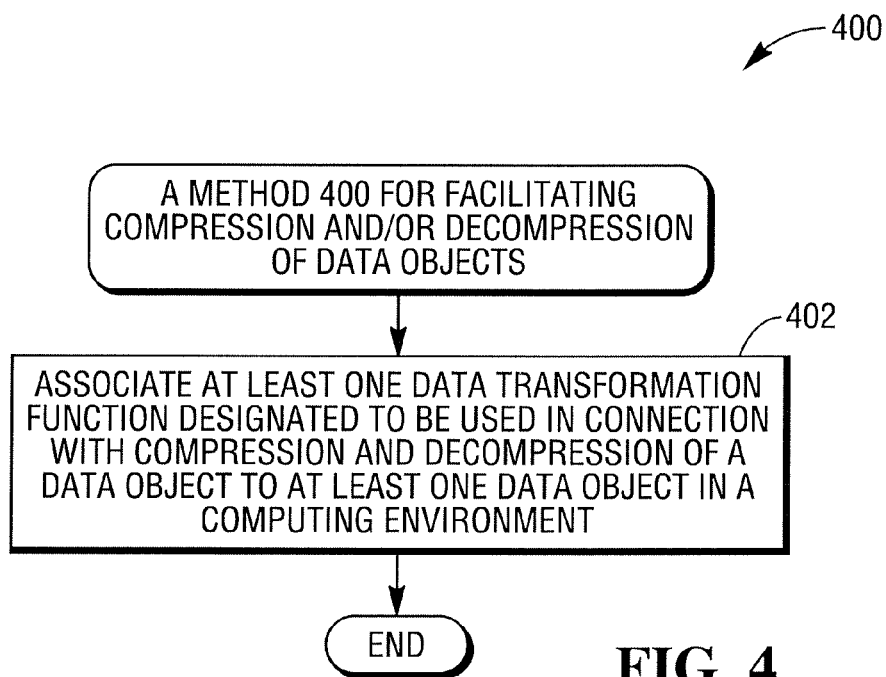 400
A METHOD 400 FOR FACILITATING
COMPRESSION AND/OR DECOMPRESSION
OF DATA OBJECTS
402
ASSOCIATE AT LEAST ONE DATA TRANSFORMATION
FUNCTION DESIGNATED TO BE USED IN CONNECTION
WITH COMPRESSION AND DECOMPRESSION OF A
DATA OBJECT TO AT LEAST ONE DATA OBJECT IN A
COMPUTING ENVIRONMENT
END
FIG. 4